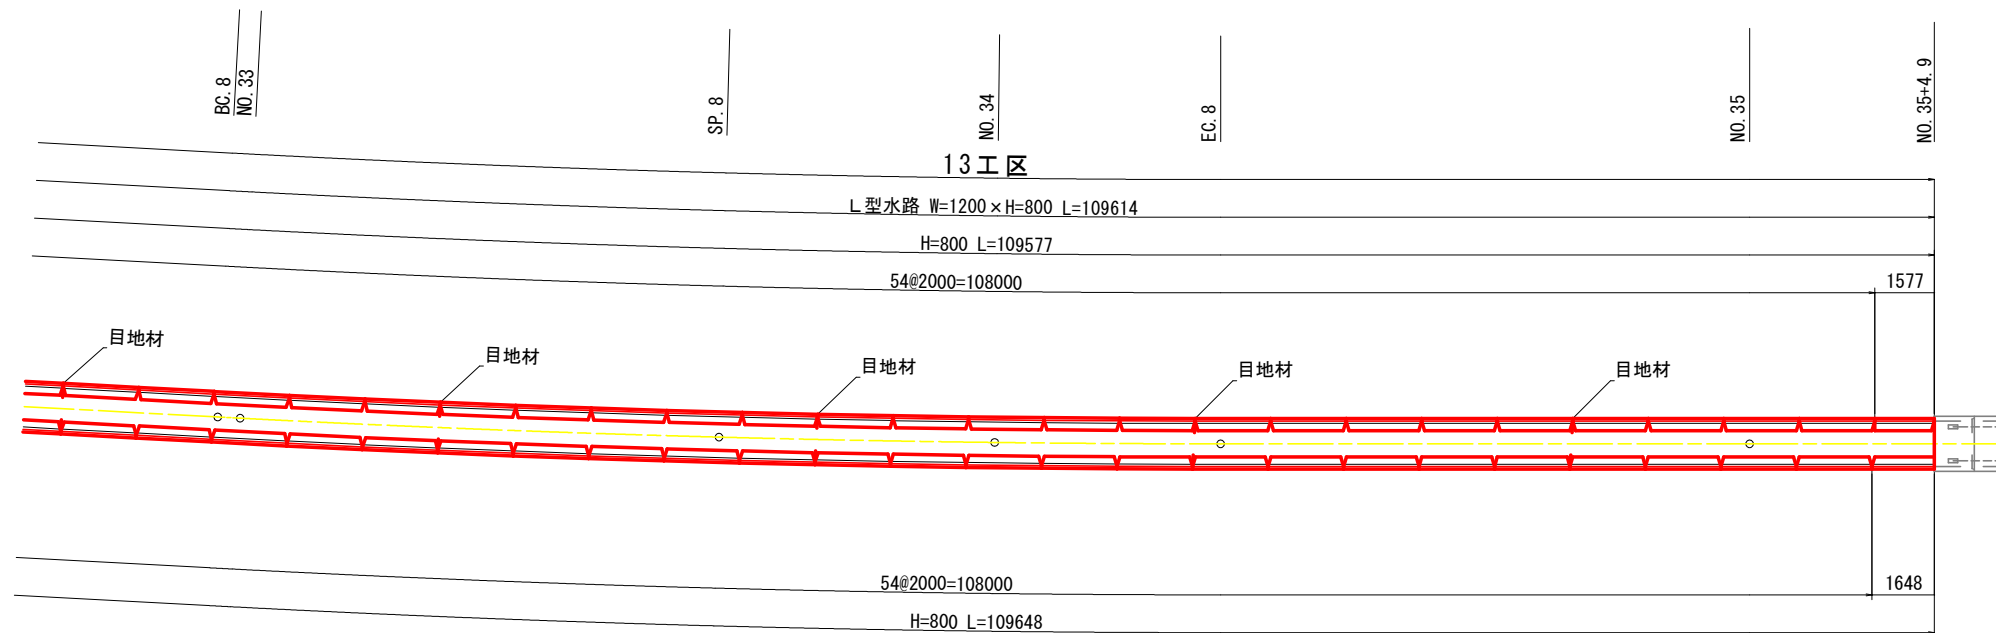 BC.8
NO.33
SP.8
NO.34
EC.8
NO.35
NO.35+4.9
13工区
L型水路 W=1200×H=800 L=109614
H=800 L=109577
54@2000=108000
1577
目地材
目地材
目地材
目地材
目地材
54@2000=108000
1648
H=800 L=109648